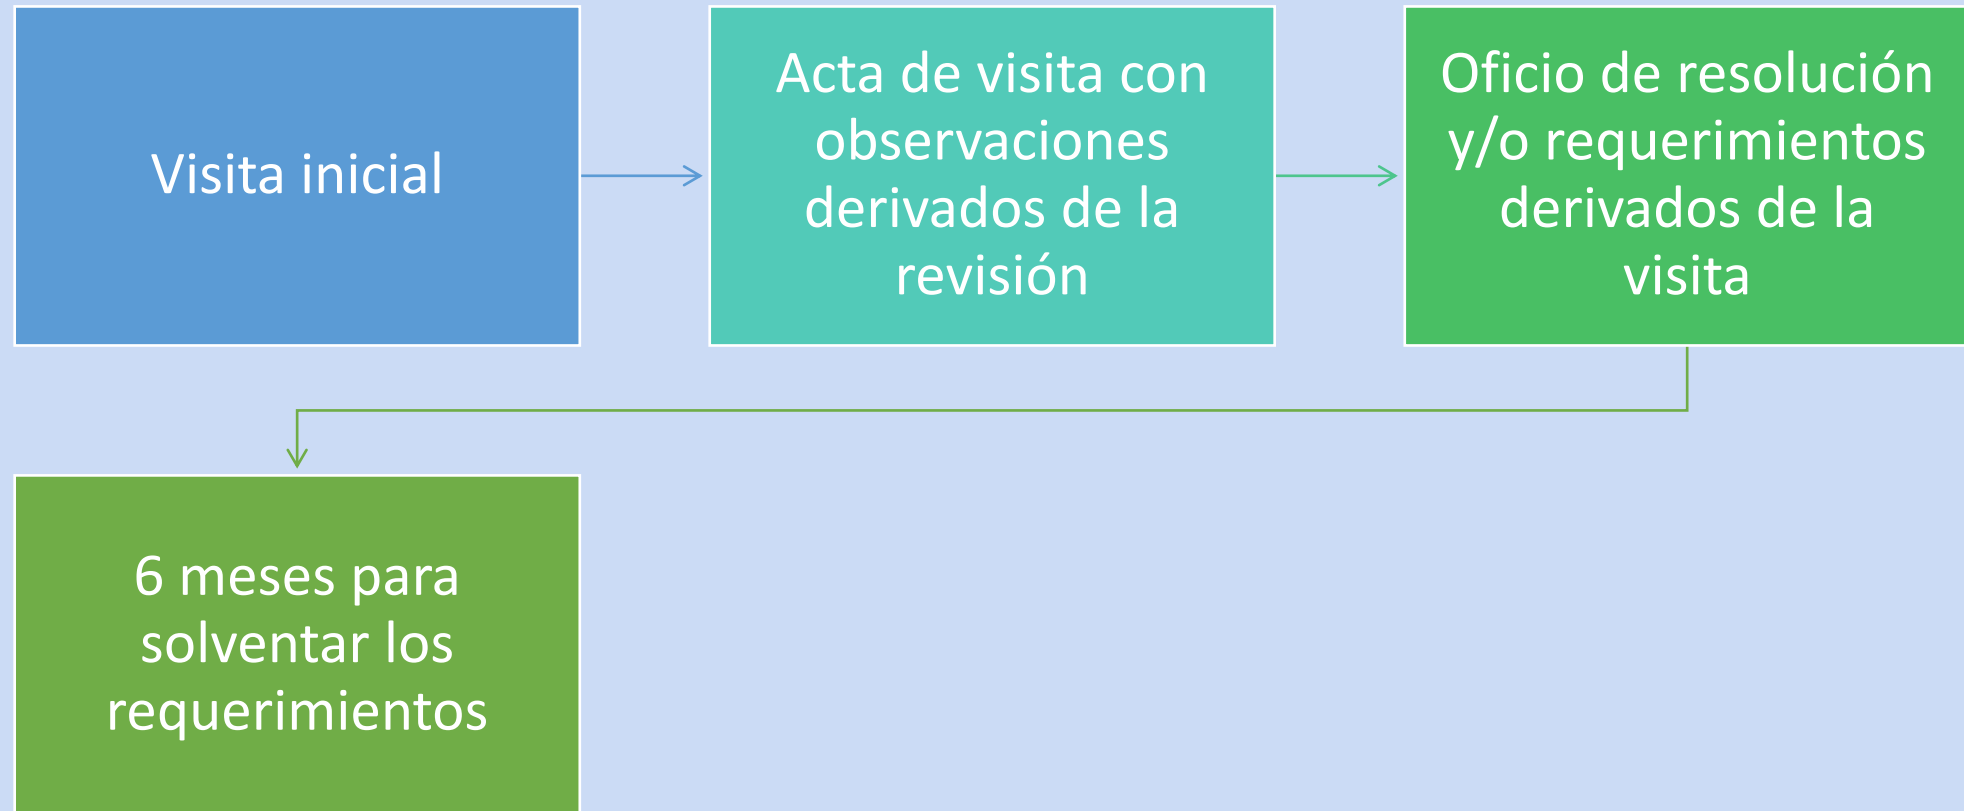 Visita inicial
Acta de visita con
observaciones
derivados de la
revisión
Oficio de resolución
y/o requerimientos
derivados de la
visita
6 meses para
solventar los
requerimientos